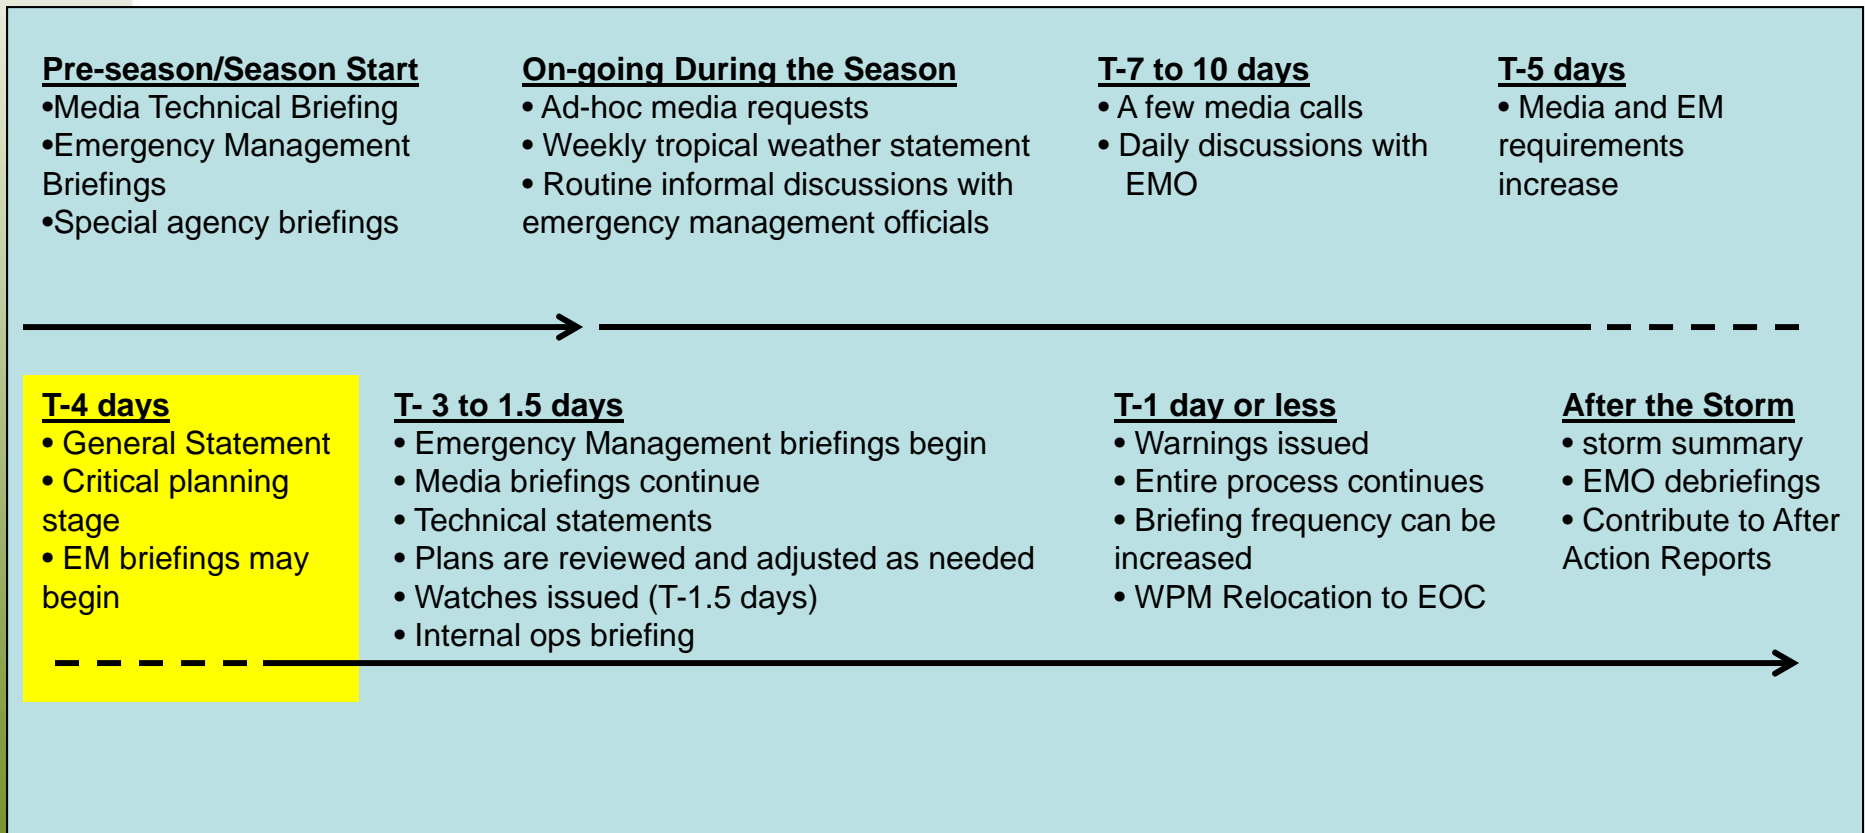 Pre-season/Season Start
•Media Technical Briefing
•Emergency Management
Briefings
•Special agency briefings
On-going During the Season
• Ad-hoc media requests
• Weekly tropical weather statement
• Routine informal discussions with
emergency management officials
T-7 to 10 days
• A few media calls
• Daily discussions with
EMO
T-5 days
• Media and EM
requirements
increase
T-4 days
• General Statement
• Critical planning
stage
• EM briefings may
begin
T- 3 to 1.5 days
• Emergency Management briefings begin
• Media briefings continue
• Technical statements
• Plans are reviewed and adjusted as needed
• Watches issued (T-1.5 days)
• Internal ops briefing
T-1 day or less
• Warnings issued
• Entire process continues
• Briefing frequency can be
increased
• WPM Relocation to EOC
After the Storm
• storm summary
• EMO debriefings
• Contribute to After
Action Reports